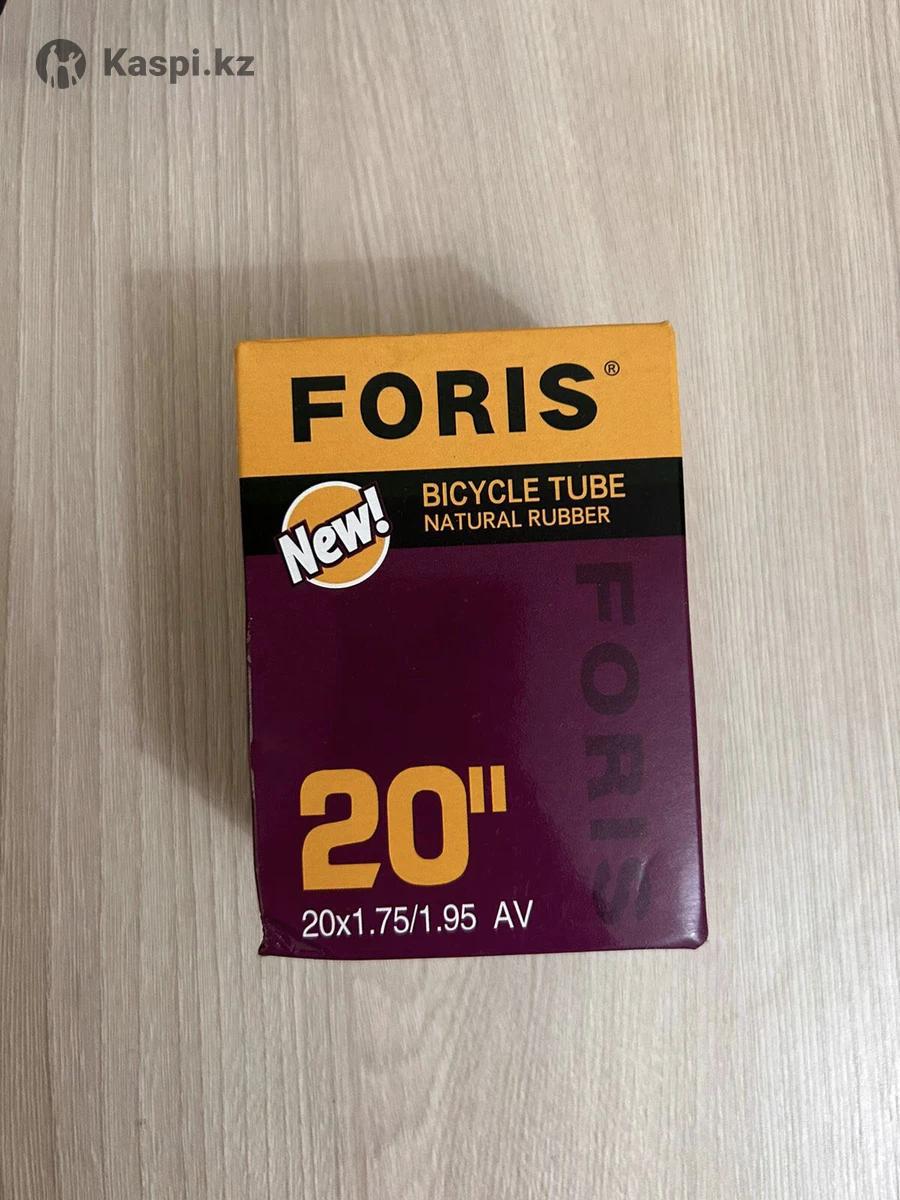 Kaspi.kz
FORIS®
New!
BICYCLE TUBE
NATURAL RUBBER
FORIS
20"
20x1.75/1.95 AV